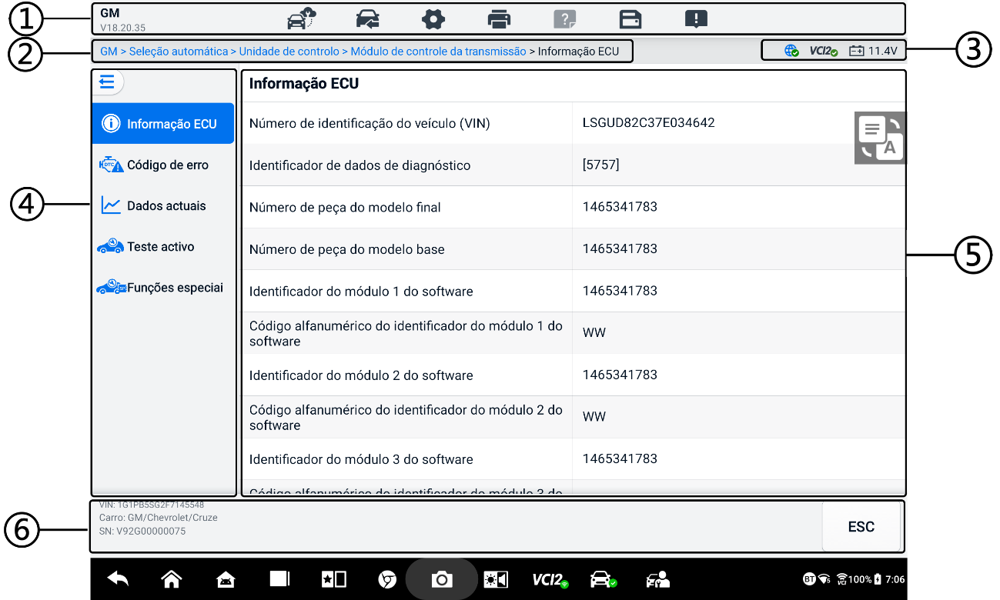 ①
GM
V18.20.35
②
GM > Seleção automática > Unidade de controlo > Módulo de controle da transmissão > Informação ECU
VCI2
11.4V
③
Informação ECU
Código de erro
DTC
Dados actuais
Teste activo
Funções especiai
④
Informação ECU
Número de identificação do veículo (VIN) LSGUD82C37E034642
A
Identificador de dados de diagnóstico [5757]
Número de peça do modelo final 1465341783
Número de peça do modelo base 1465341783
⑤
Identificador do módulo 1 do software 1465341783
Código alfanumérico do identificador do módulo 1 do
software WW
Identificador do módulo 2 do software 1465341783
Código alfanumérico do identificador do módulo 2 do
software WW
Identificador do módulo 3 do software 1465341783
Código alfanumérico do identificador do módulo 3 do
⑥
VIN: 1G1PB5SG2F7145548
Carro: GM/Chevrolet/Cruze
SN: V92G00000075
ESC
VCI2
BT 5 VCI 100% 7:06